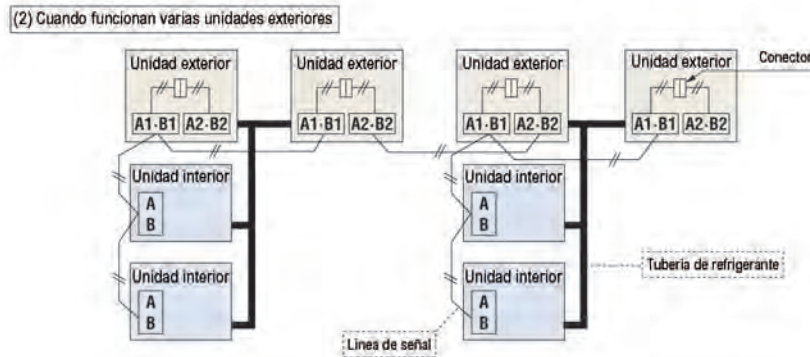 (2) Cuando funcionan varias unidades exteriores
Unidad exterior
Unidad exterior
Unidad exterior
Unidad exterior
Conector
A1·B1 A2·B2
A1·B1 A2·B2
A1·B1 A2·B2
A1·B1 A2·B2
Unidad interior
A
B
Unidad interior
A
B
Unidad interior
A
B
Unidad interior
A
B
Tubería de refrigerante
Línea de señal